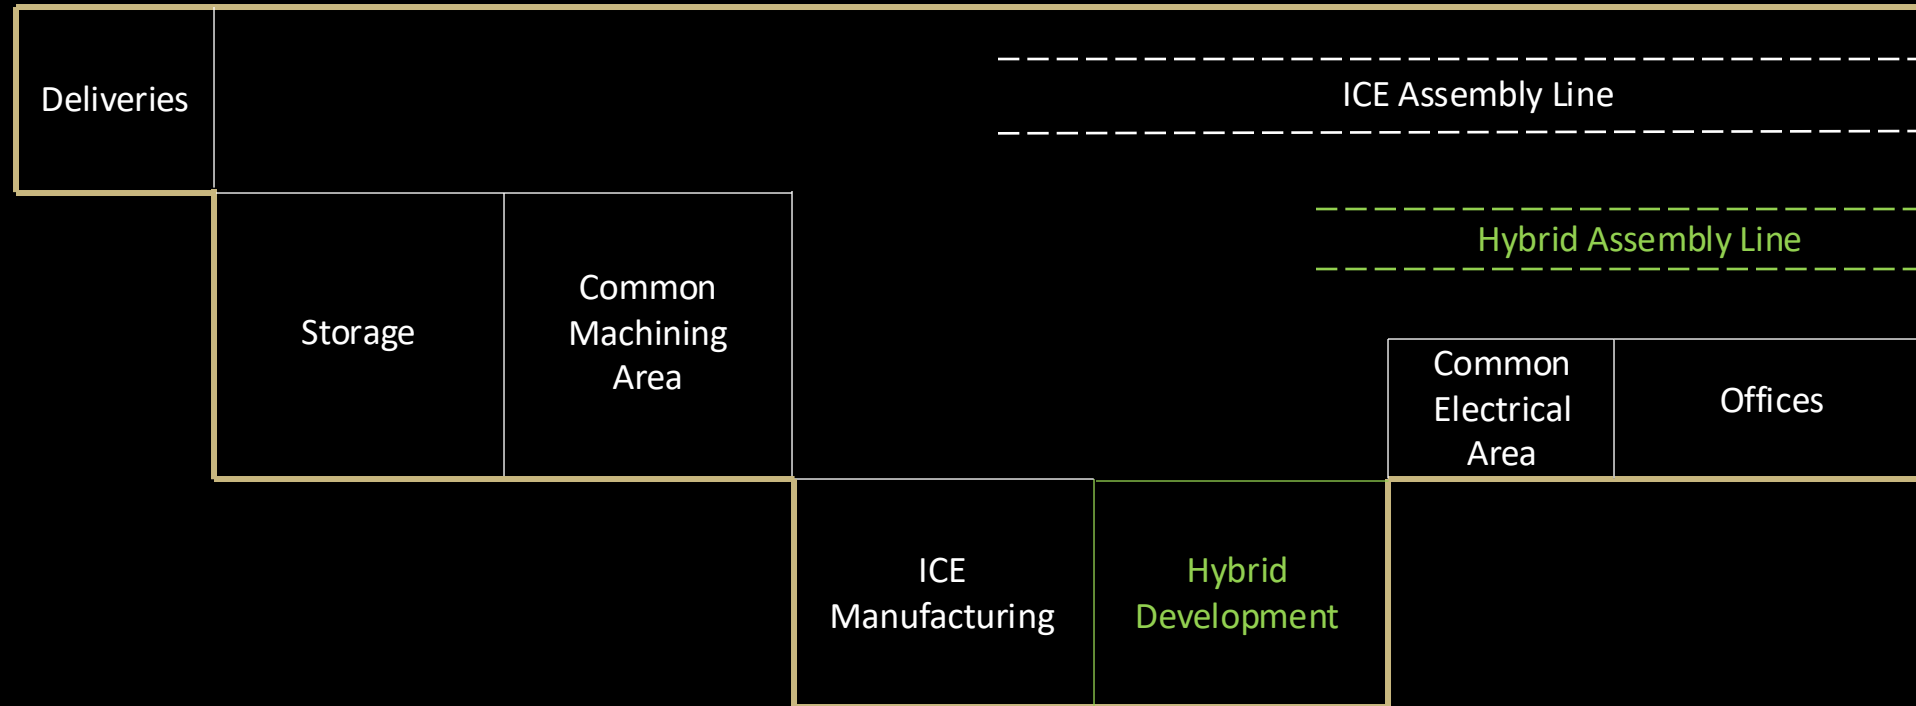 Deliveries
ICE Assembly Line
Hybrid Assembly Line
Storage
Common
Machining
Area
Common
Electrical
Area
Offices
ICE
Manufacturing
Hybrid
Development